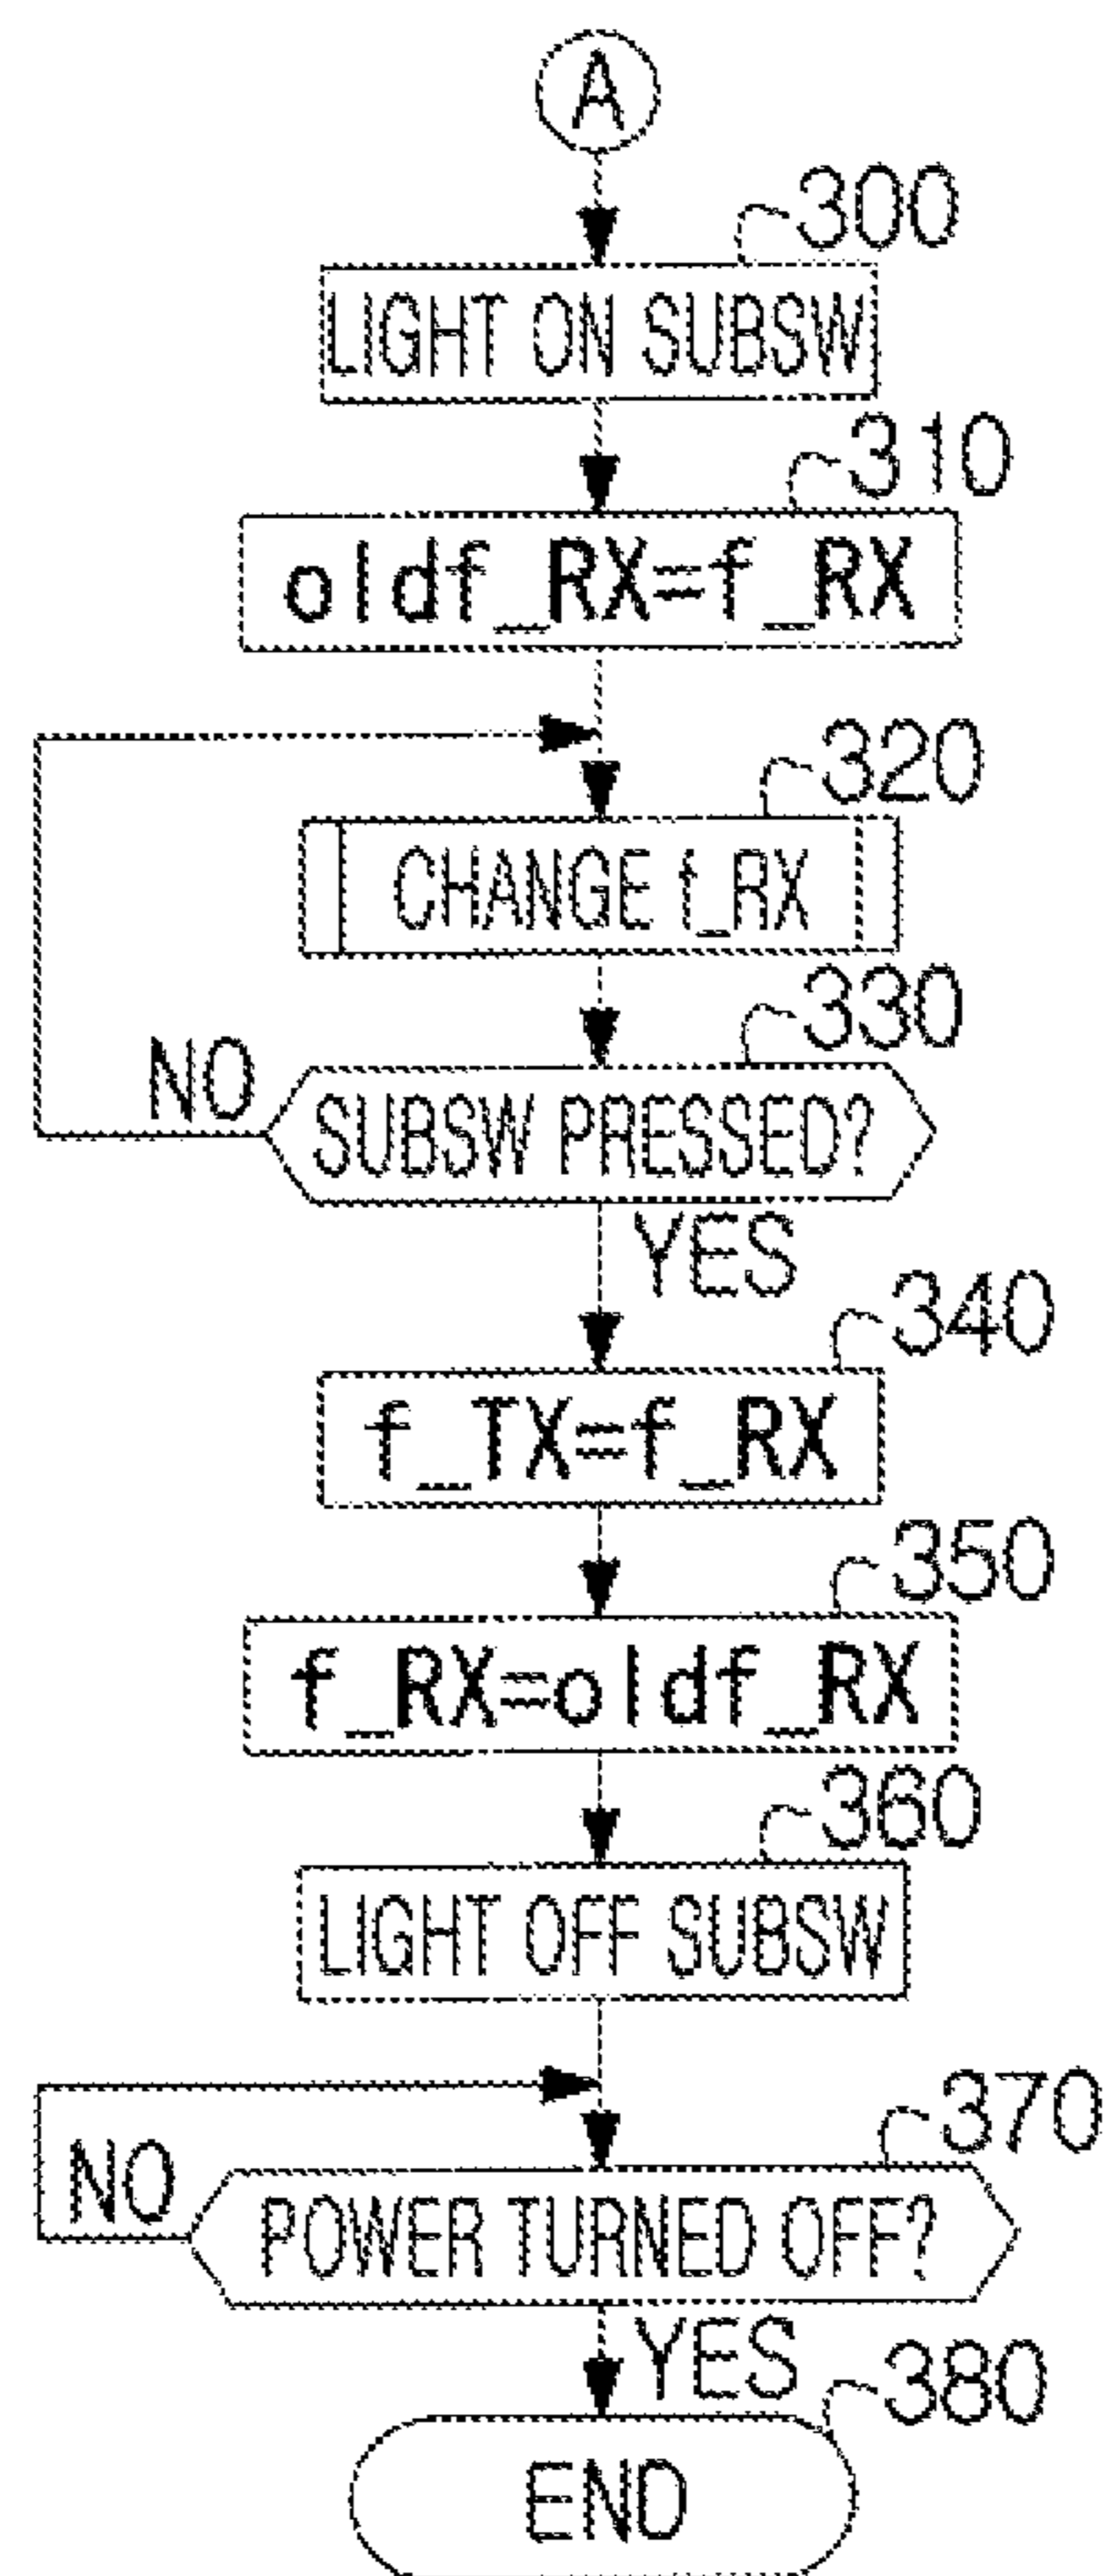 A
300
LIGHT ON SUBSW
310
oldf_RX=f_RX
320
CHANGE f_RX
330
NO
SUBSW PRESSED?
YES
340
f_TX=f_RX
350
f_RX=oldf_RX
360
LIGHT OFF SUBSW
370
NO
POWER TURNED OFF?
YES
380
END